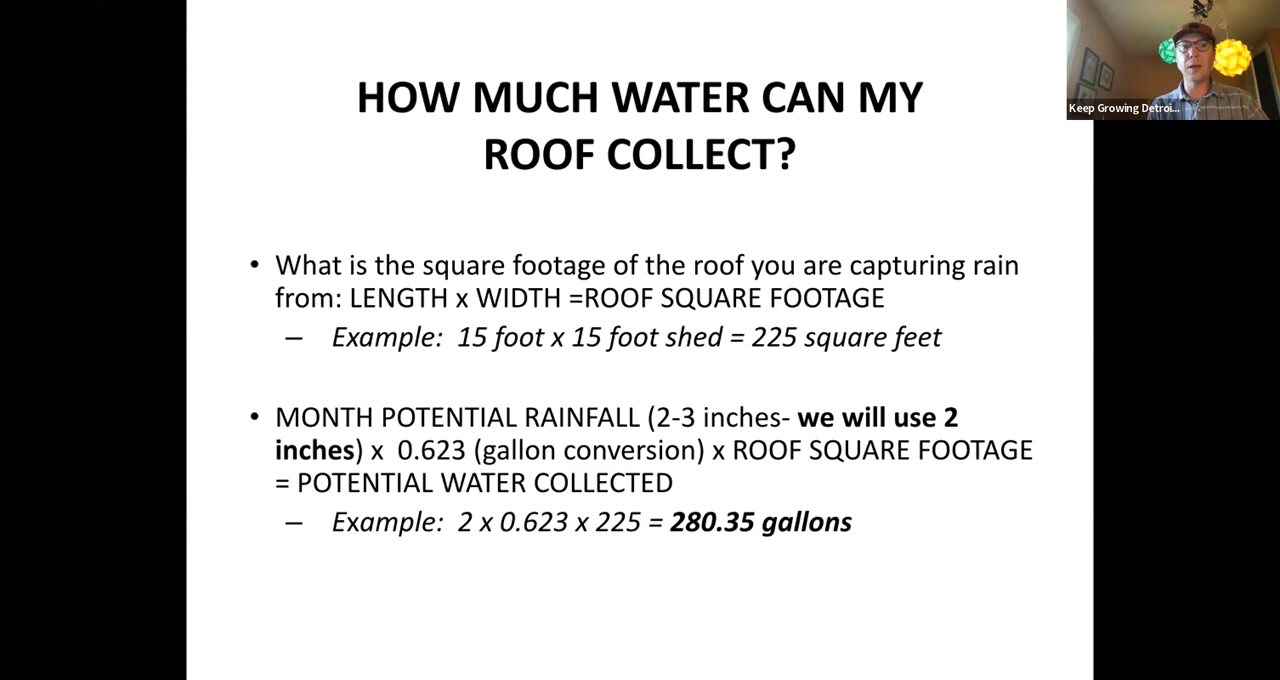 HOW MUCH WATER CAN MY
ROOF COLLECT?
• What is the square footage of the roof you are capturing rain
from: LENGTH x WIDTH =ROOF SQUARE FOOTAGE
– Example: 15 foot x 15 foot shed = 225 square feet
• MONTH POTENTIAL RAINFALL (2-3 inches- we will use 2
inches) x 0.623 (gallon conversion) x ROOF SQUARE FOOTAGE
= POTENTIAL WATER COLLECTED
– Example: 2 x 0.623 x 225 = 280.35 gallons
Keep Growing Detroi...